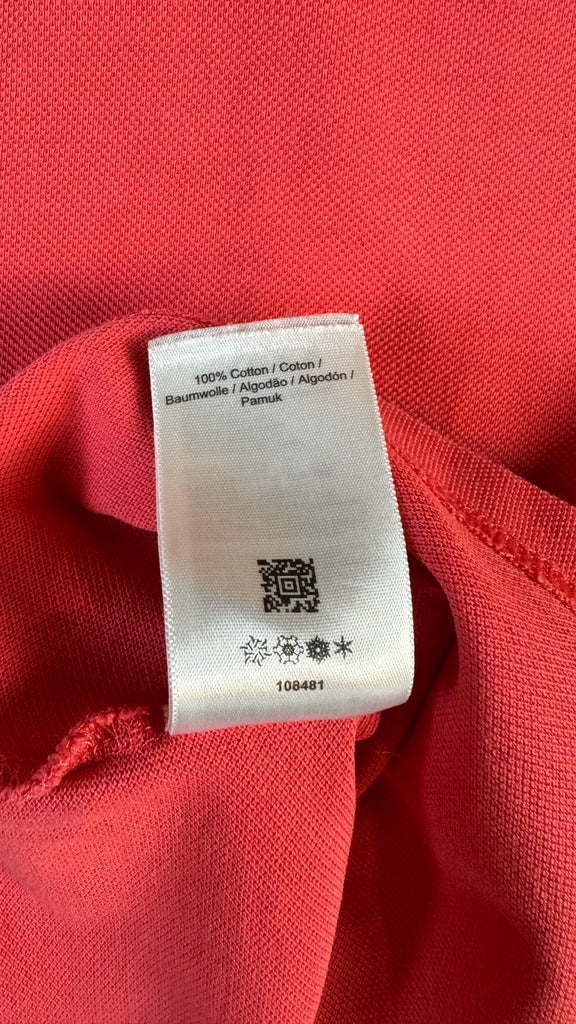 100% Cotton / Coton /
Baumwolle / Algodão / Algodón /
Pamuk
108481